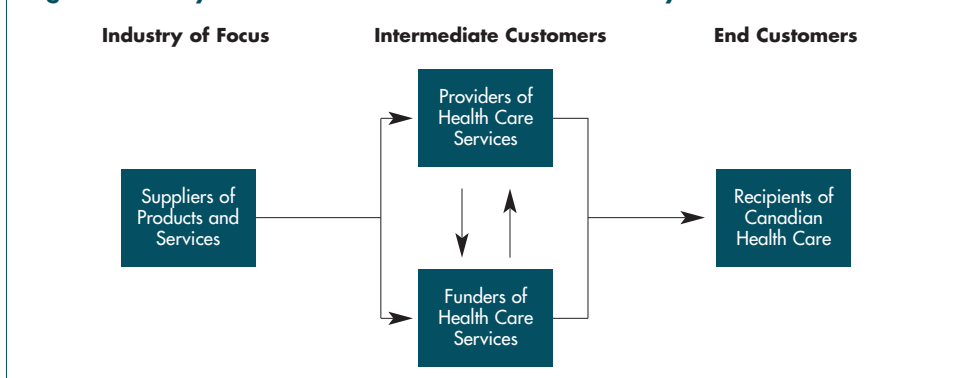 Industry of Focus
Intermediate Customers
End Customers
Providers of
Health Care
Services
Suppliers of
Products and
Services
Recipients of
Canadian
Health Care
Funders of
Health Care
Services